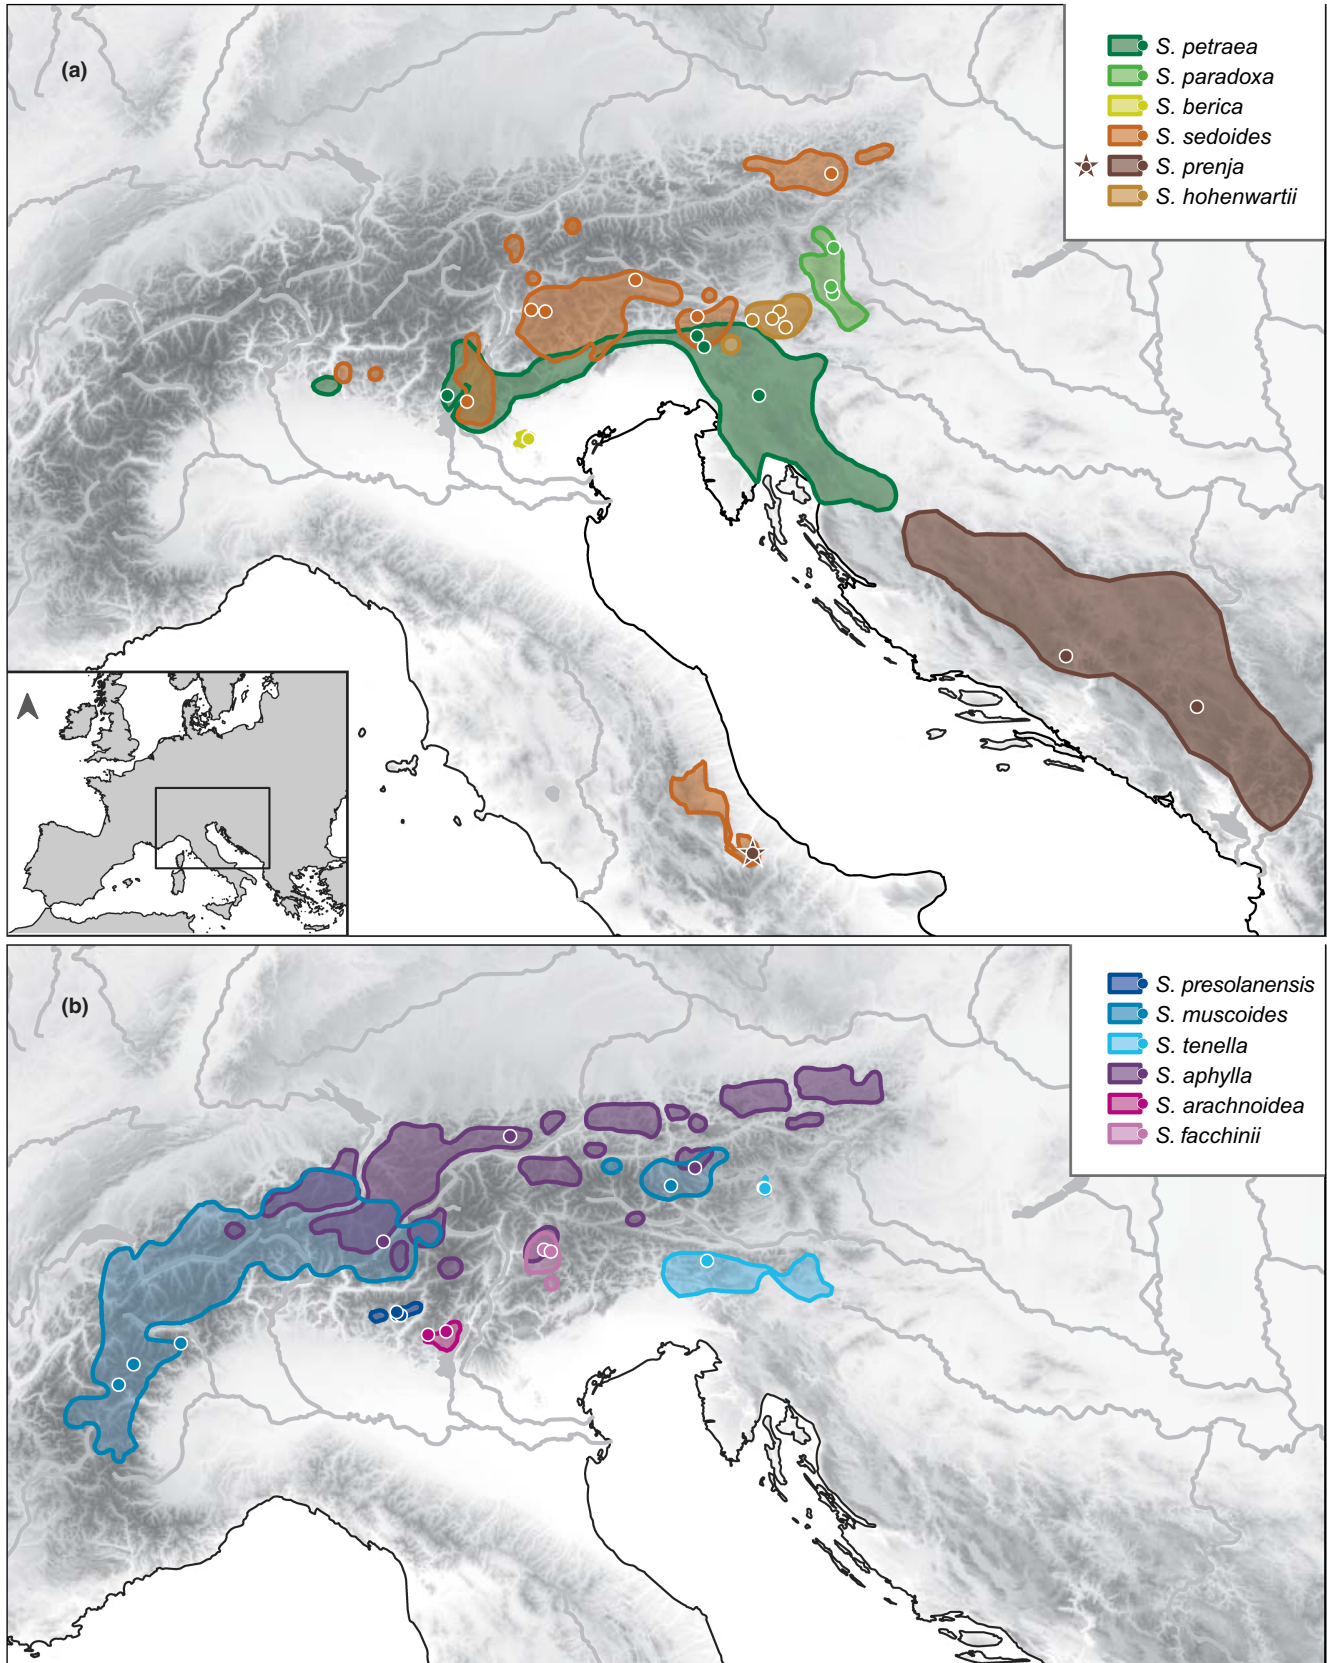 (a)
S. petraea
S. paradoxa
S. berica
S. sedoides
S. prenja
S. hohenwartii
(b)
S. presolanensis
S. muscoides
S. tenella
S. aphylla
S. arachnoidea
S. facchinii